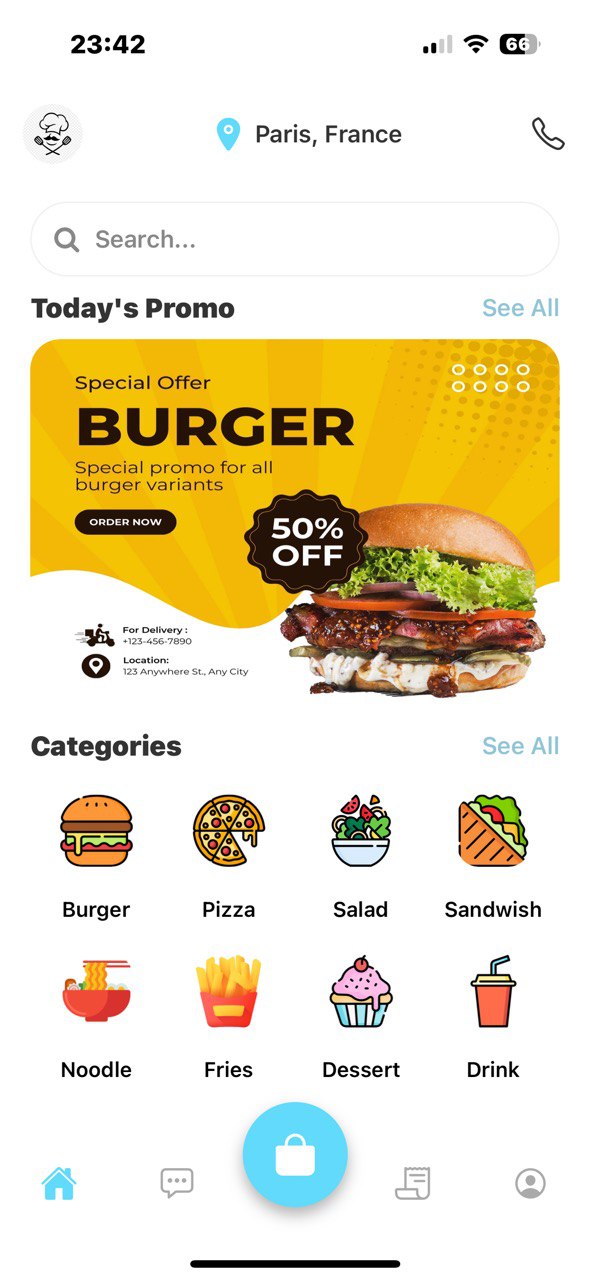 23:42
66
Paris, France
Search...
Today's Promo
See All
Special Offer
BURGER
Special promo for all
burger variants
ORDER NOW
50%
OFF
For Delivery :
+123-456-7890
Location:
123 Anywhere St., Any City
Categories
See All
Burger
Pizza
Salad
Sandwish
Noodle
Fries
Dessert
Drink